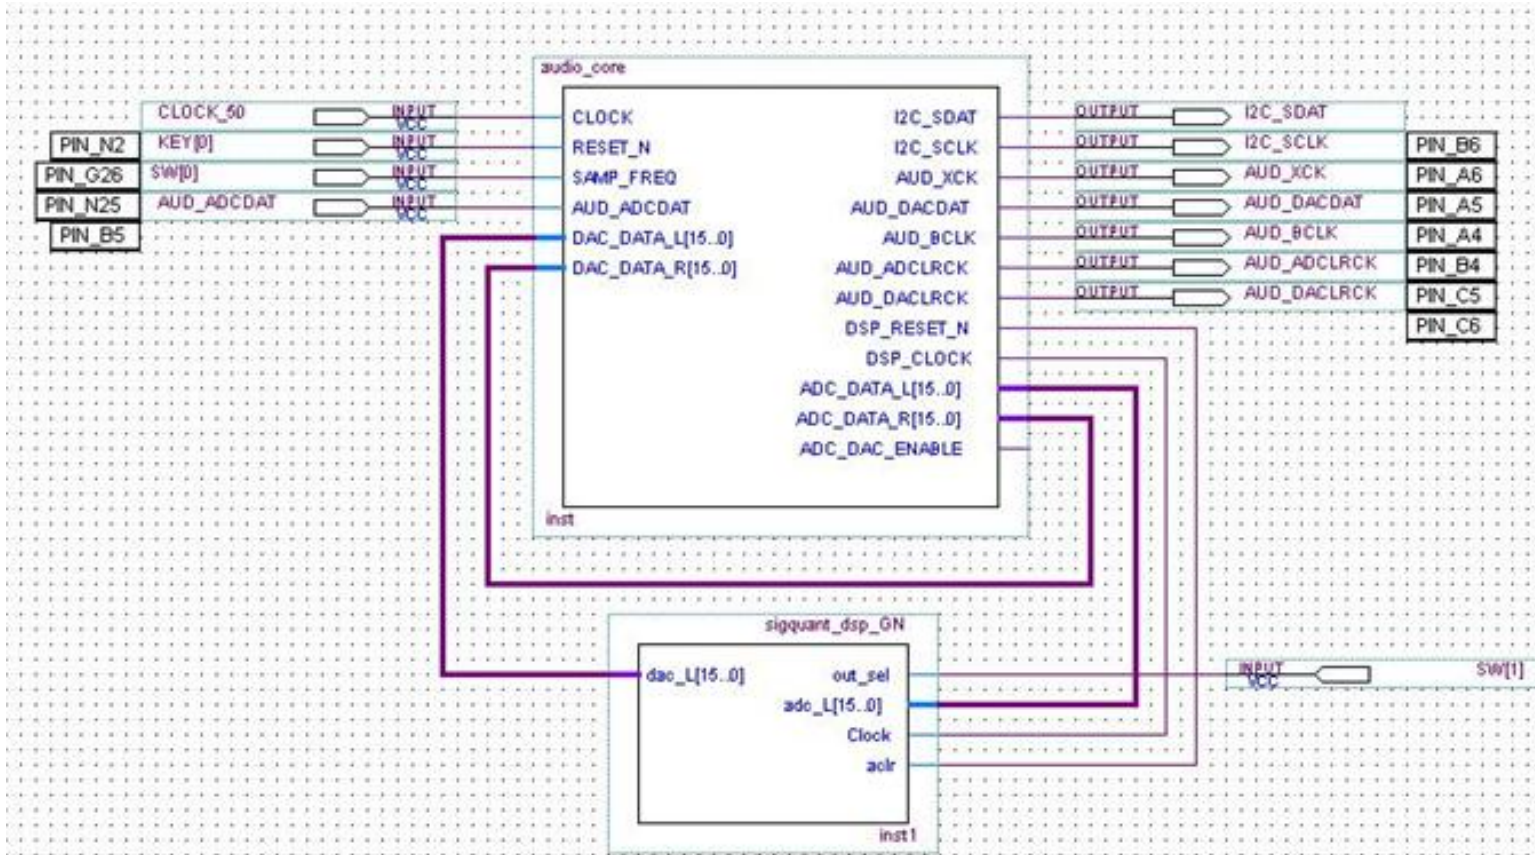 audio_core
CLOCK_50 INPUT VCC CLOCK I2C_SDAT OUTPUT I2C_SDAT
PIN_N2 KEY[0] INPUT VCC RESET_N I2C_SCLK OUTPUT I2C_SCLK PIN_B6
PIN_G26 SW[0] INPUT VCC SAMP_FREQ AUD_XCK OUTPUT AUD_XCK PIN_A6
PIN_N25 AUD_ADCDAT INPUT VCC AUD_ADCDAT AUD_DACDAT OUTPUT AUD_DACDAT PIN_A5
PIN_B5 DAC_DATA_L[15..0] AUD_BCLK OUTPUT AUD_BCLK PIN_A4
DAC_DATA_R[15..0] AUD_ADCLRCK OUTPUT AUD_ADCLRCK PIN_B4
AUD_DACLRCK OUTPUT AUD_DACLRCK PIN_C5
DSP_RESET_N PIN_C6
DSP_CLOCK
ADC_DATA_L[15..0]
ADC_DATA_R[15..0]
ADC_DAC_ENABLE
inst
sigquant_dsp_GN
dac_L[15..0] out_sel INPUT VCC SW[1]
adc_L[15..0]
Clock
aclr
inst1